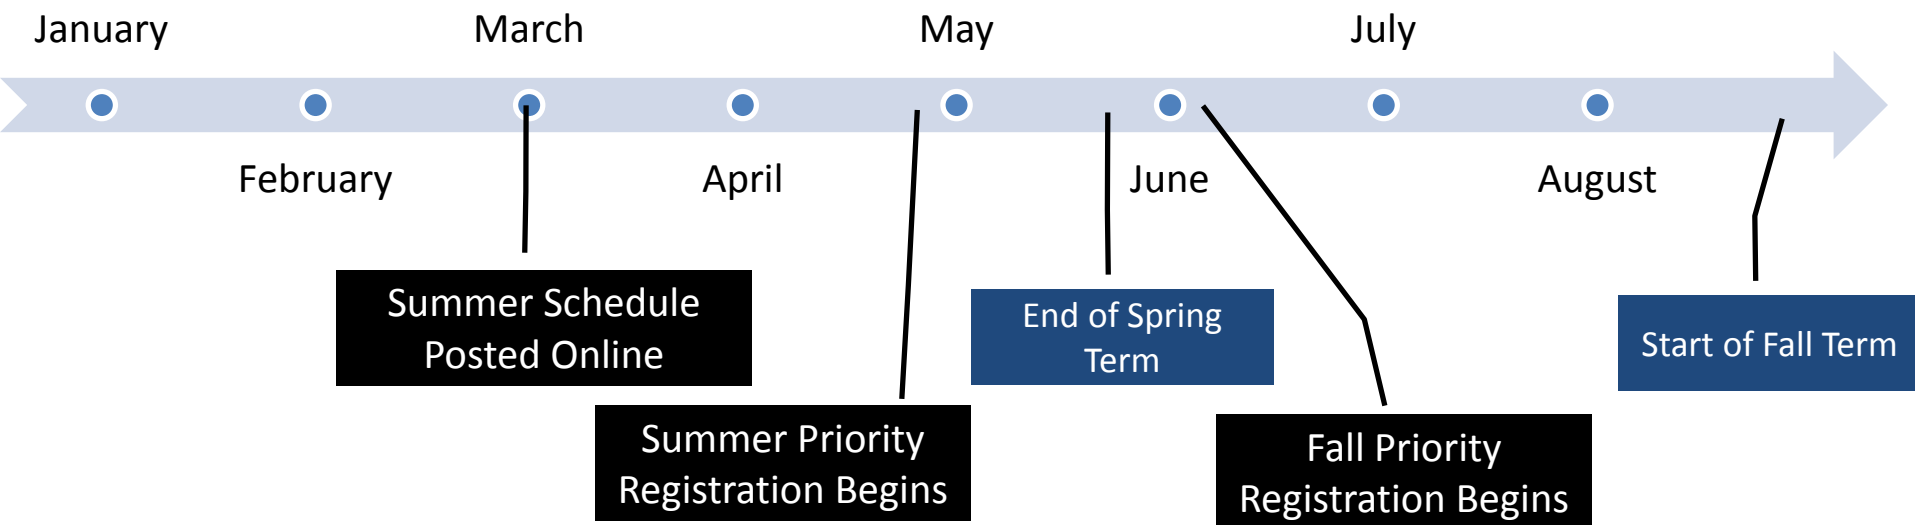 January
March
May
July
February
April
June
August
Summer Schedule
Posted Online
End of Spring
Term
Start of Fall Term
Summer Priority
Registration Begins
Fall Priority
Registration Begins